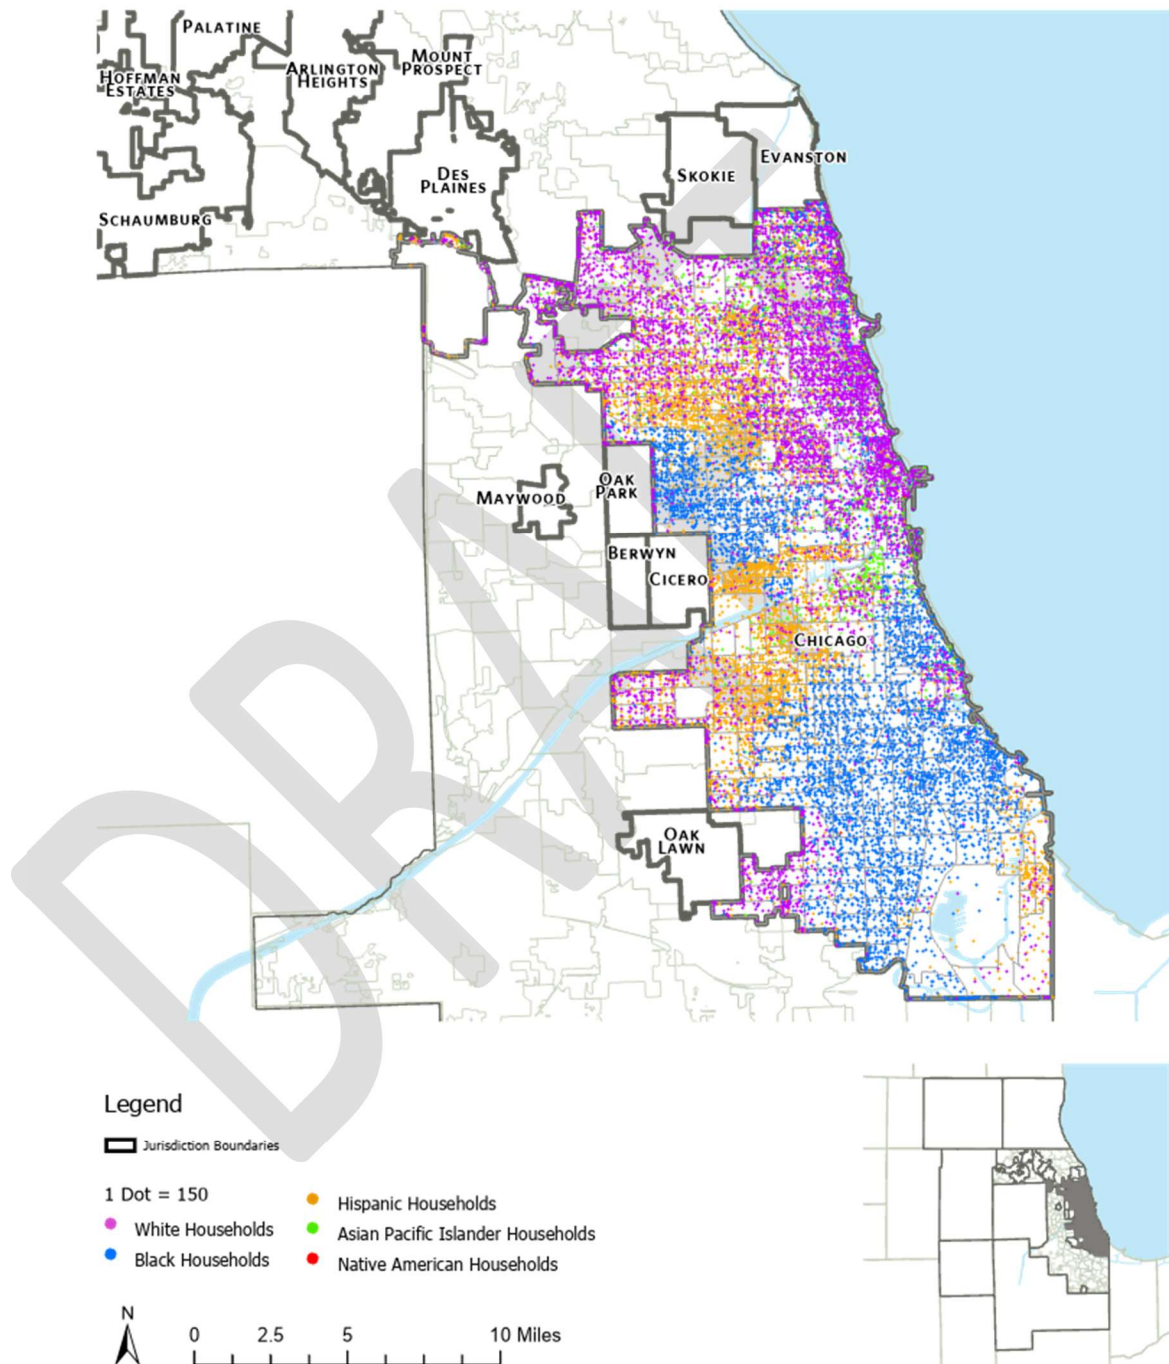 PALATINE
HOFFMAN
ESTATES
ARLINGTON
HEIGHTS
MOUNT
PROSPECT
DES
PLAINES
SCHAUMBURG
SKOKIE
EVANSTON
MAYWOOD
OAK
PARK
BERWYN
CICERO
CHICAGO
OAK
LAWN
DRAFT
Legend
Jurisdiction Boundaries
1 Dot = 150
White Households
Black Households
Hispanic Households
Asian Pacific Islander Households
Native American Households
N
0 2.5 5 10 Miles